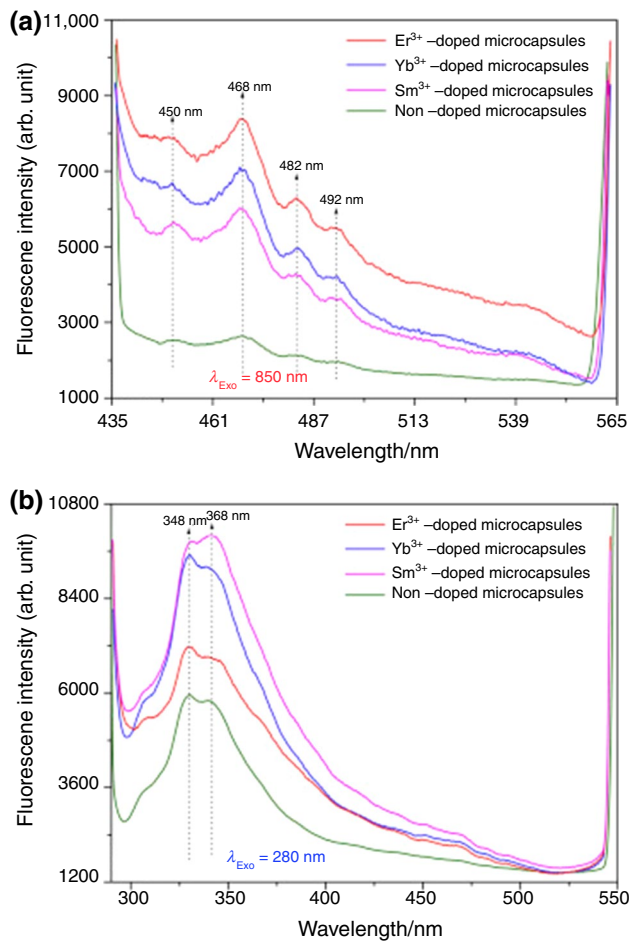 (a)
11,000
9000
7000
5000
3000
1000
Fluorescene intensity (arb. unit)
Er³⁺ –doped microcapsules
Yb³⁺ –doped microcapsules
Sm³⁺ –doped microcapsules
Non –doped microcapsules
450 nm
468 nm
482 nm
492 nm
λExo = 850 nm
435 461 487 513 539 565
Wavelength/nm
(b)
10800
8400
6000
3600
1200
Fluorescene intensity (arb. unit)
348 nm 368 nm
Er³⁺ –doped microcapsules
Yb³⁺ –doped microcapsules
Sm³⁺ –doped microcapsules
Non –doped microcapsules
λExo = 280 nm
300 350 400 450 500 550
Wavelength/nm